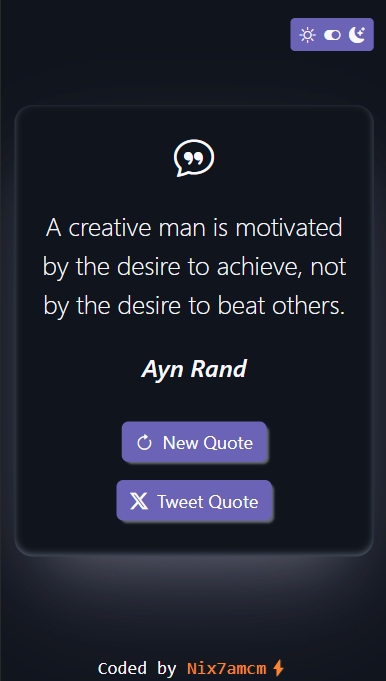 A creative man is motivated
by the desire to achieve, not
by the desire to beat others.
Ayn Rand
New Quote
Tweet Quote
Coded by Nix7amcm